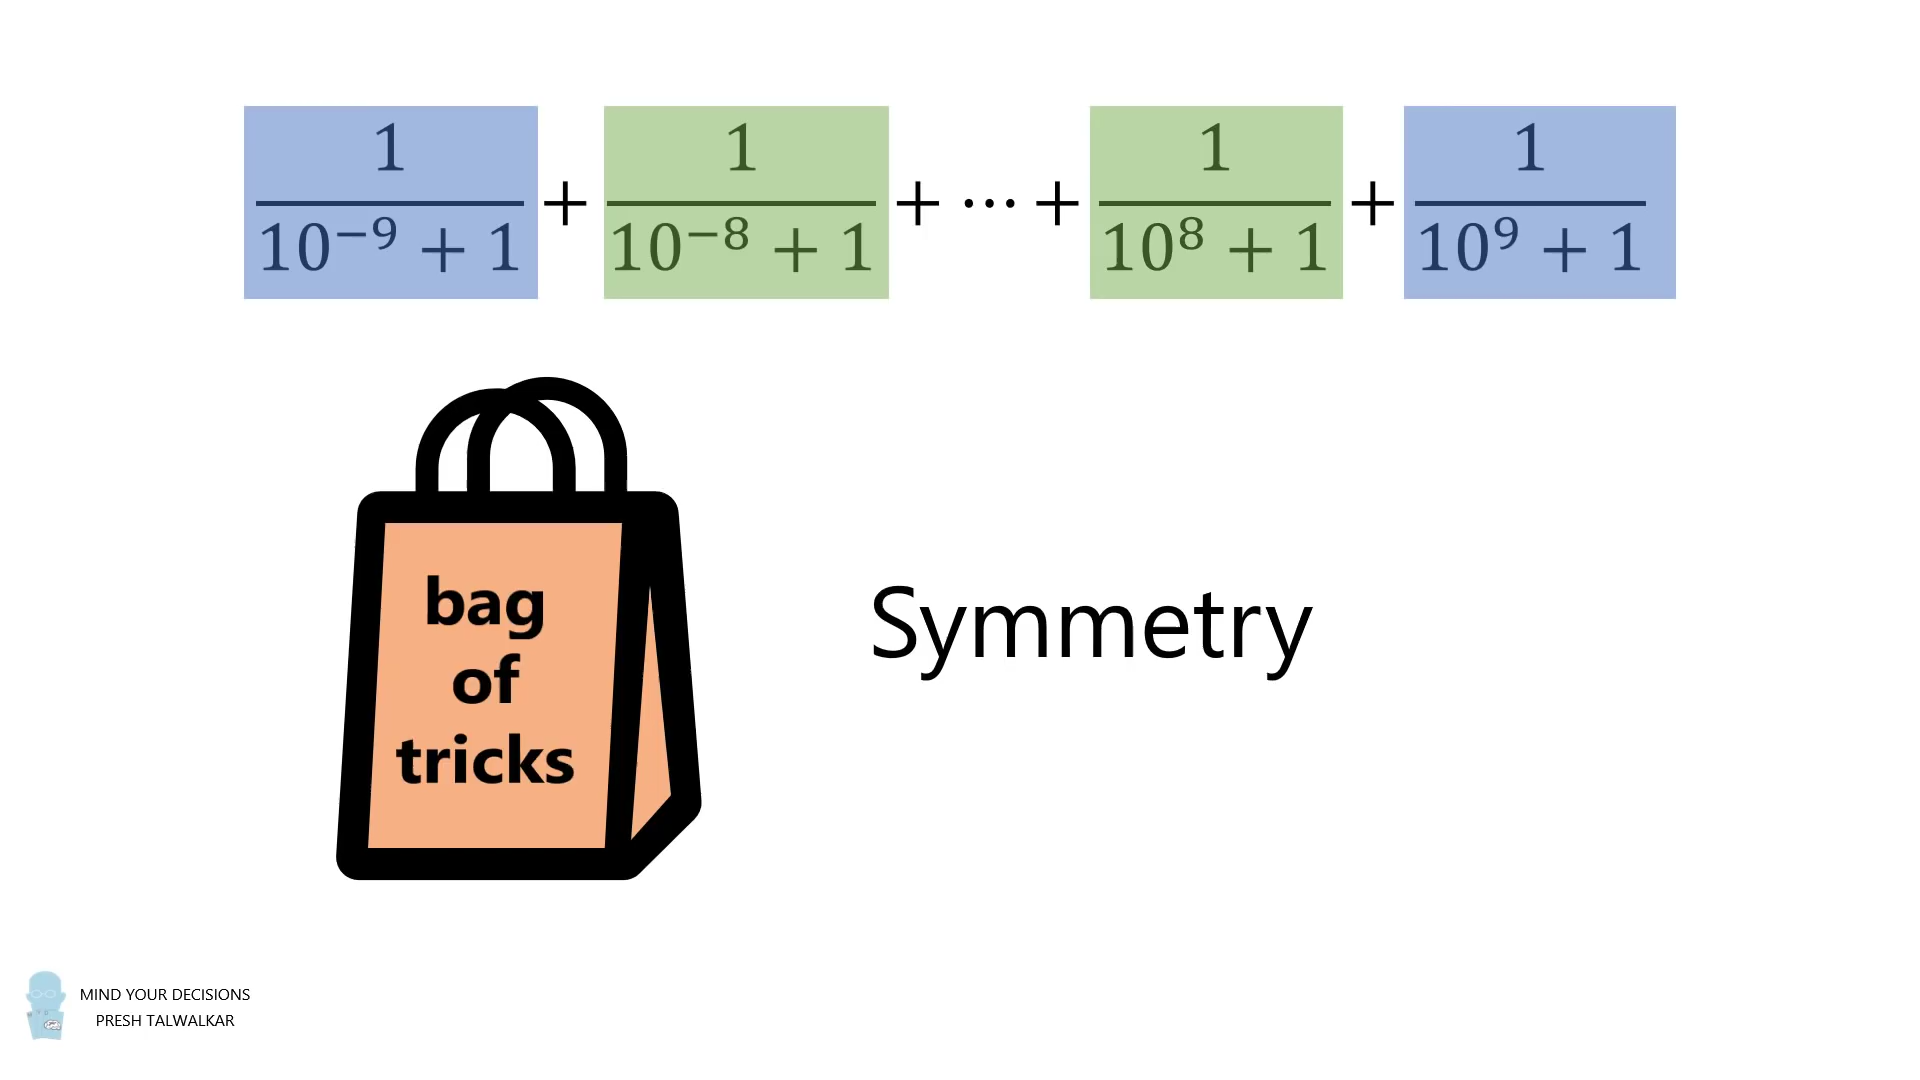 1/(10⁻⁹ + 1) + 1/(10⁻⁸ + 1) + ⋯ + 1/(10⁸ + 1) + 1/(10⁹ + 1)
bag
of
tricks
Symmetry
MIND YOUR DECISIONS
PRESH TALWALKAR